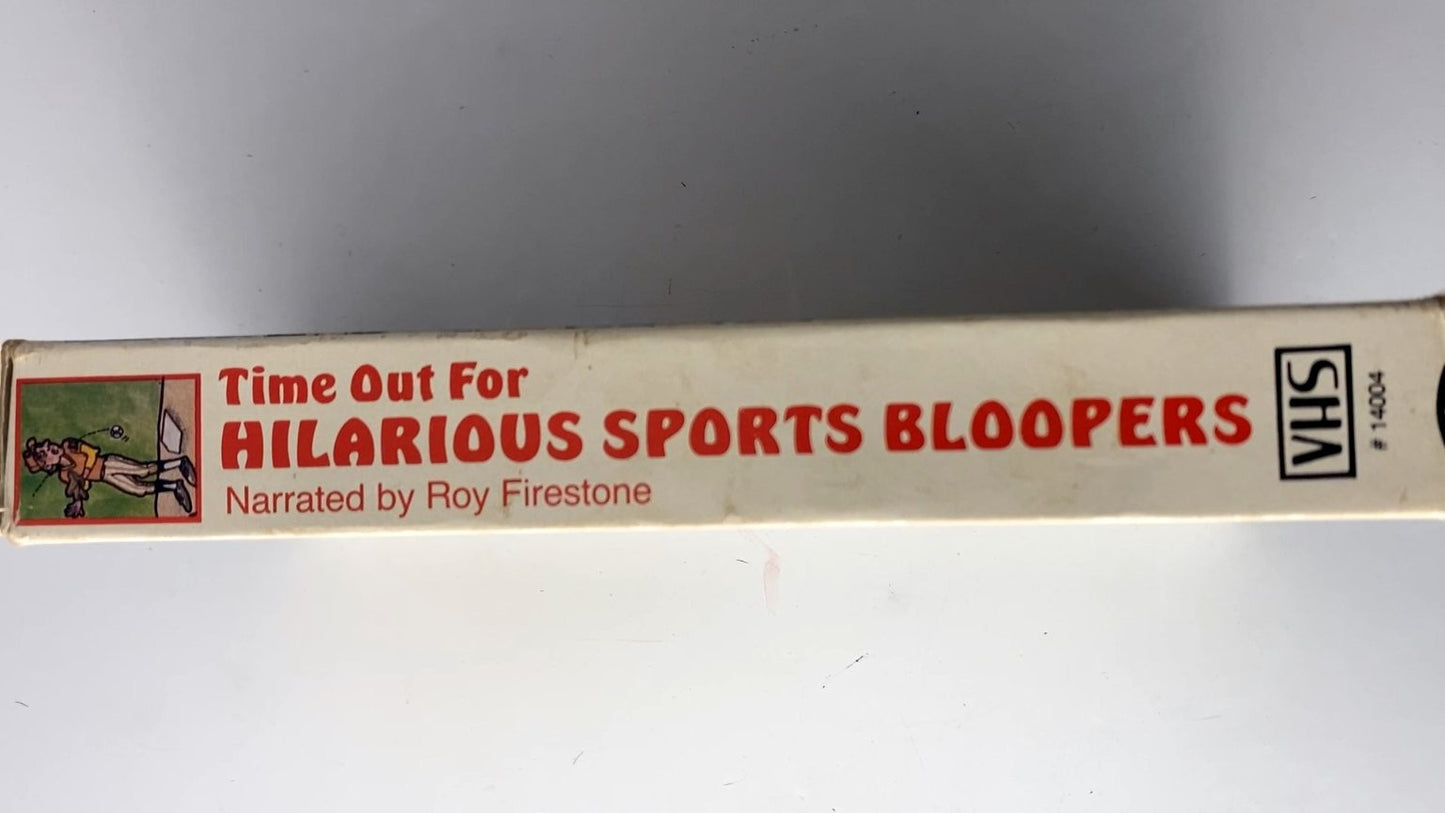 Time Out For
HILARIOUS SPORTS BLOOPERS
Narrated by Roy Firestone
VHS
# 14004